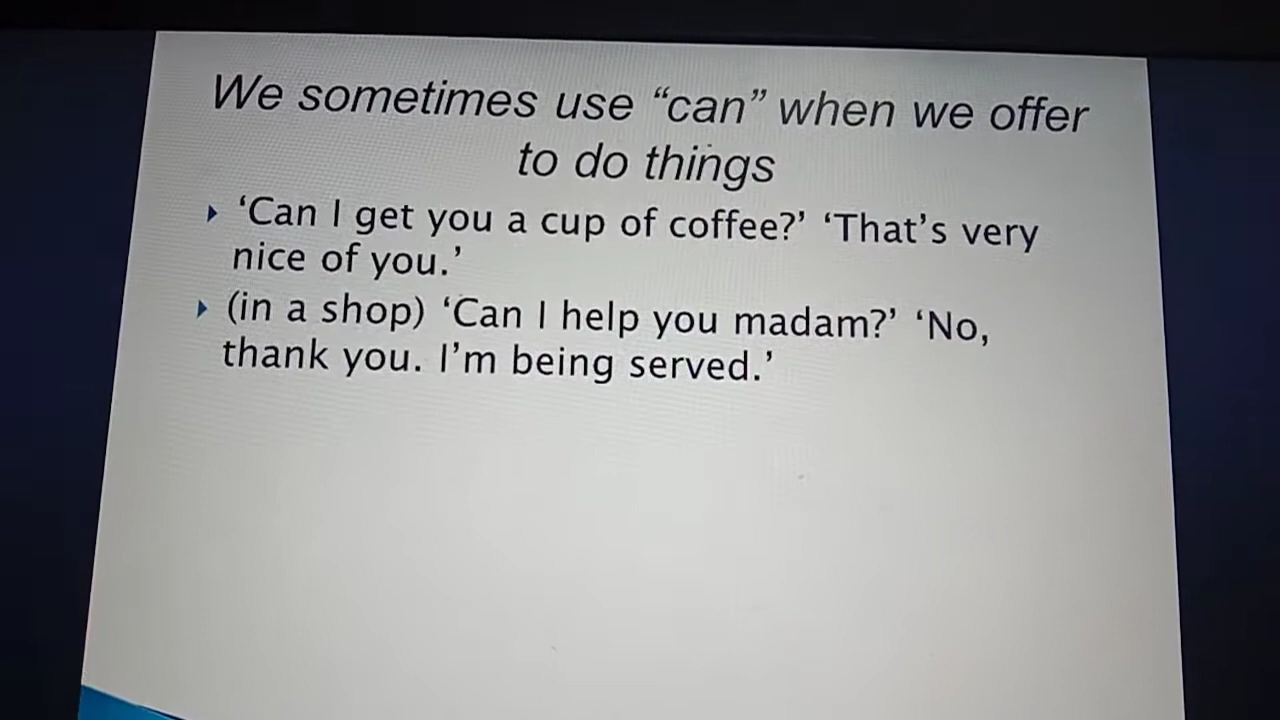 We sometimes use “can” when we offer
to do things
‘Can I get you a cup of coffee?’ ‘That’s very
nice of you.’
(in a shop) ‘Can I help you madam?’ ‘No,
thank you. I’m being served.’